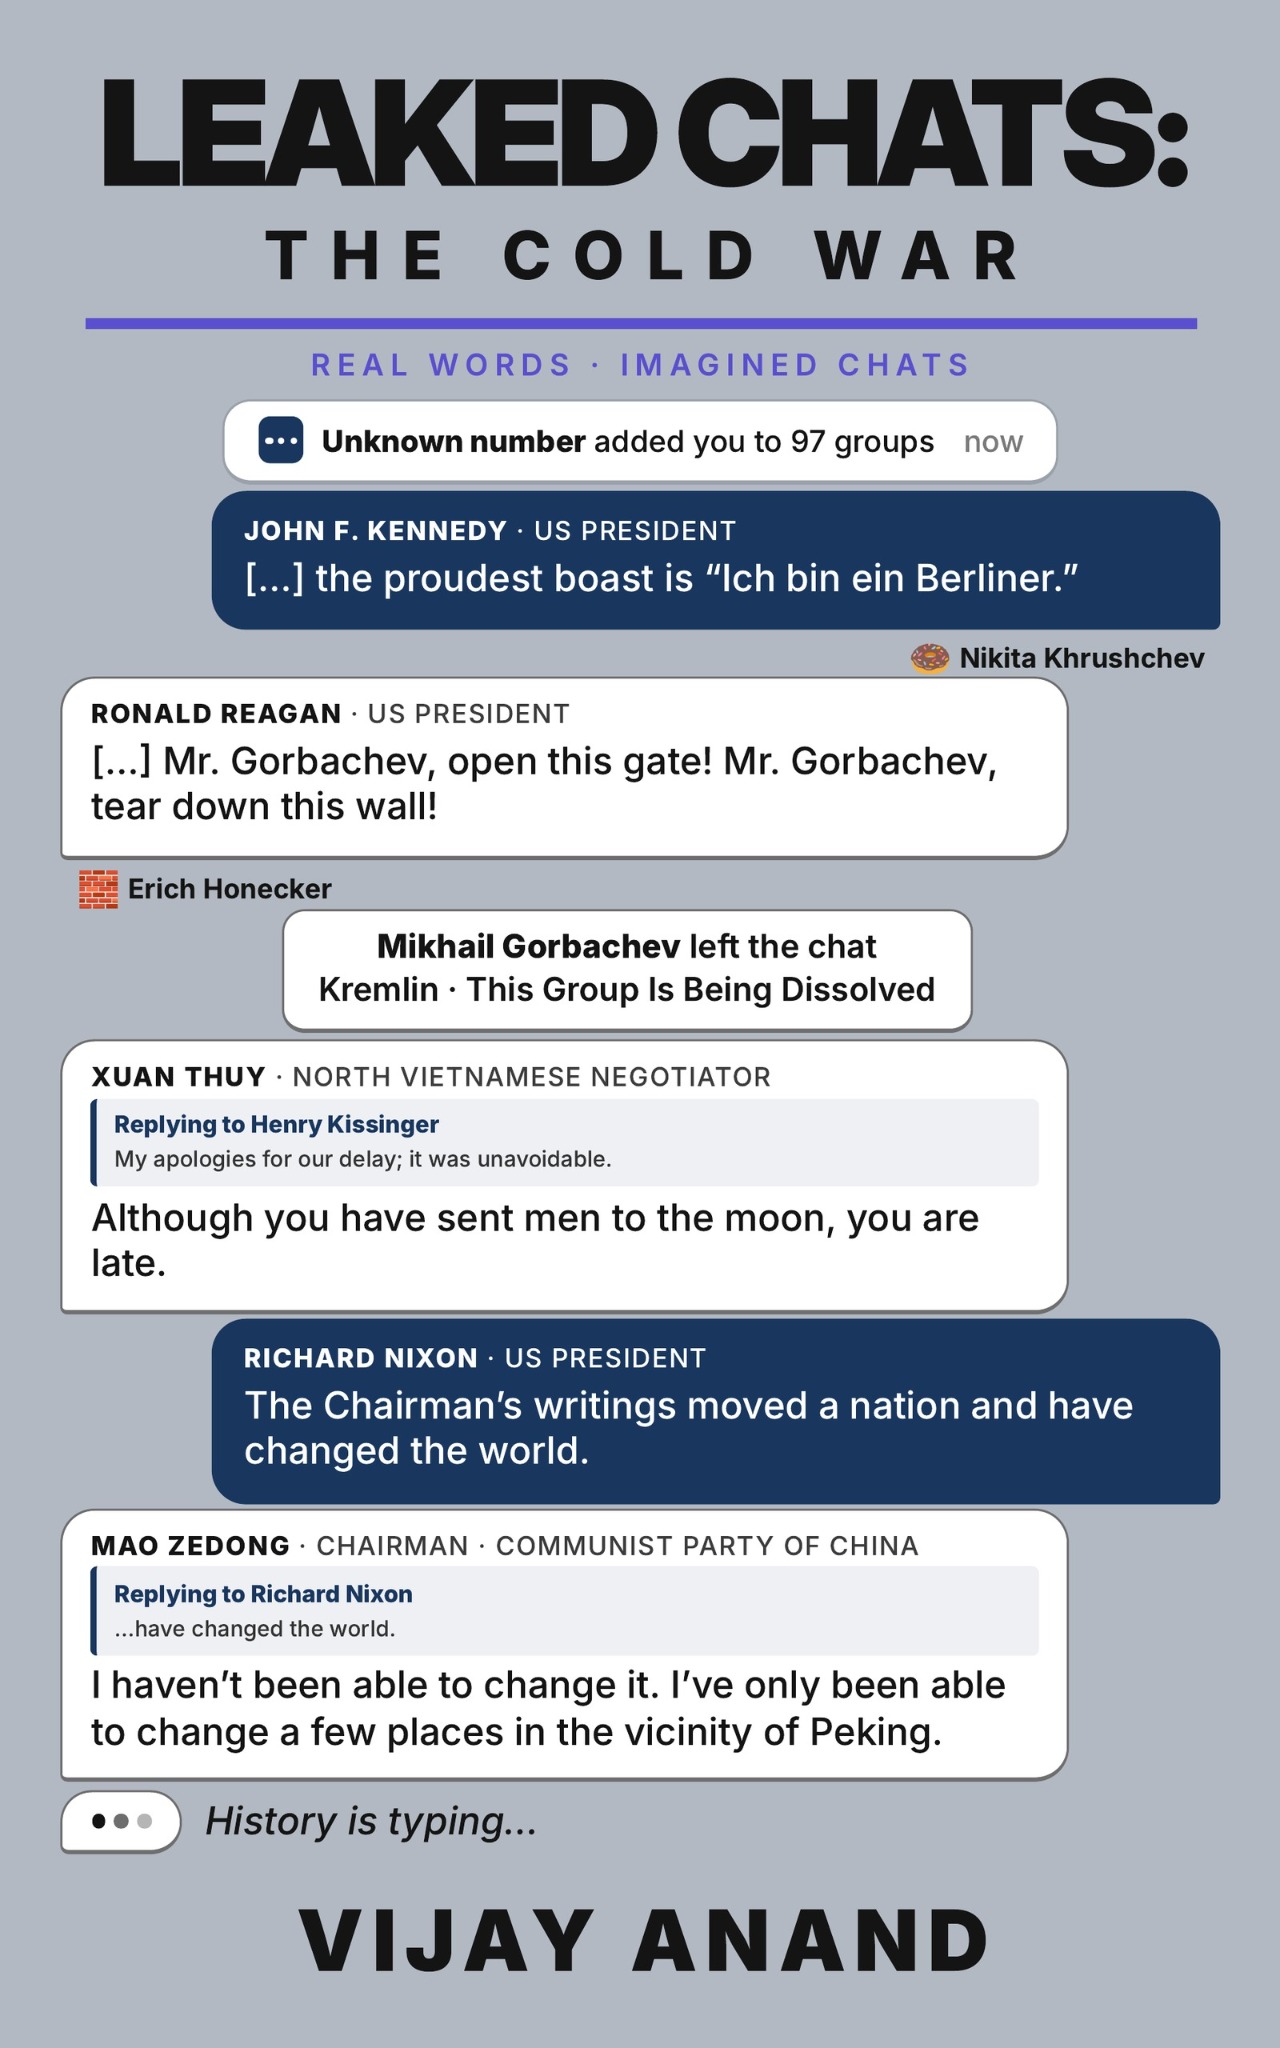 LEAKED CHATS:
THE COLD WAR
REAL WORDS · IMAGINED CHATS
Unknown number added you to 97 groups now
JOHN F. KENNEDY · US PRESIDENT
[…] the proudest boast is “Ich bin ein Berliner.”
Nikita Khrushchev
RONALD REAGAN · US PRESIDENT
[…] Mr. Gorbachev, open this gate! Mr. Gorbachev,
tear down this wall!
Erich Honecker
Mikhail Gorbachev left the chat
Kremlin · This Group Is Being Dissolved
XUAN THUY · NORTH VIETNAMESE NEGOTIATOR
Replying to Henry Kissinger
My apologies for our delay; it was unavoidable.
Although you have sent men to the moon, you are
late.
RICHARD NIXON · US PRESIDENT
The Chairman’s writings moved a nation and have
changed the world.
MAO ZEDONG · CHAIRMAN · COMMUNIST PARTY OF CHINA
Replying to Richard Nixon
…have changed the world.
I haven’t been able to change it. I’ve only been able
to change a few places in the vicinity of Peking.
History is typing…
VIJAY ANAND